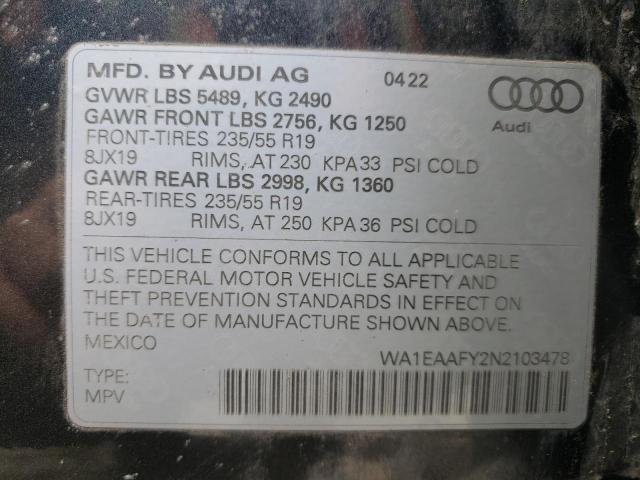 MFD. BY AUDI AG 0422
GVWR LBS 5489, KG 2490
GAWR FRONT LBS 2756, KG 1250
FRONT-TIRES 235/55 R19
8JX19 RIMS, AT 230 KPA 33 PSI COLD
GAWR REAR LBS 2998, KG 1360
REAR-TIRES 235/55 R19
8JX19 RIMS, AT 250 KPA 36 PSI COLD
Audi
THIS VEHICLE CONFORMS TO ALL APPLICABLE
U.S. FEDERAL MOTOR VEHICLE SAFETY AND
THEFT PREVENTION STANDARDS IN EFFECT ON
THE DATE OF MANUFACTURE SHOWN ABOVE.
MEXICO
WA1EAAFY2N2103478
TYPE:
MPV